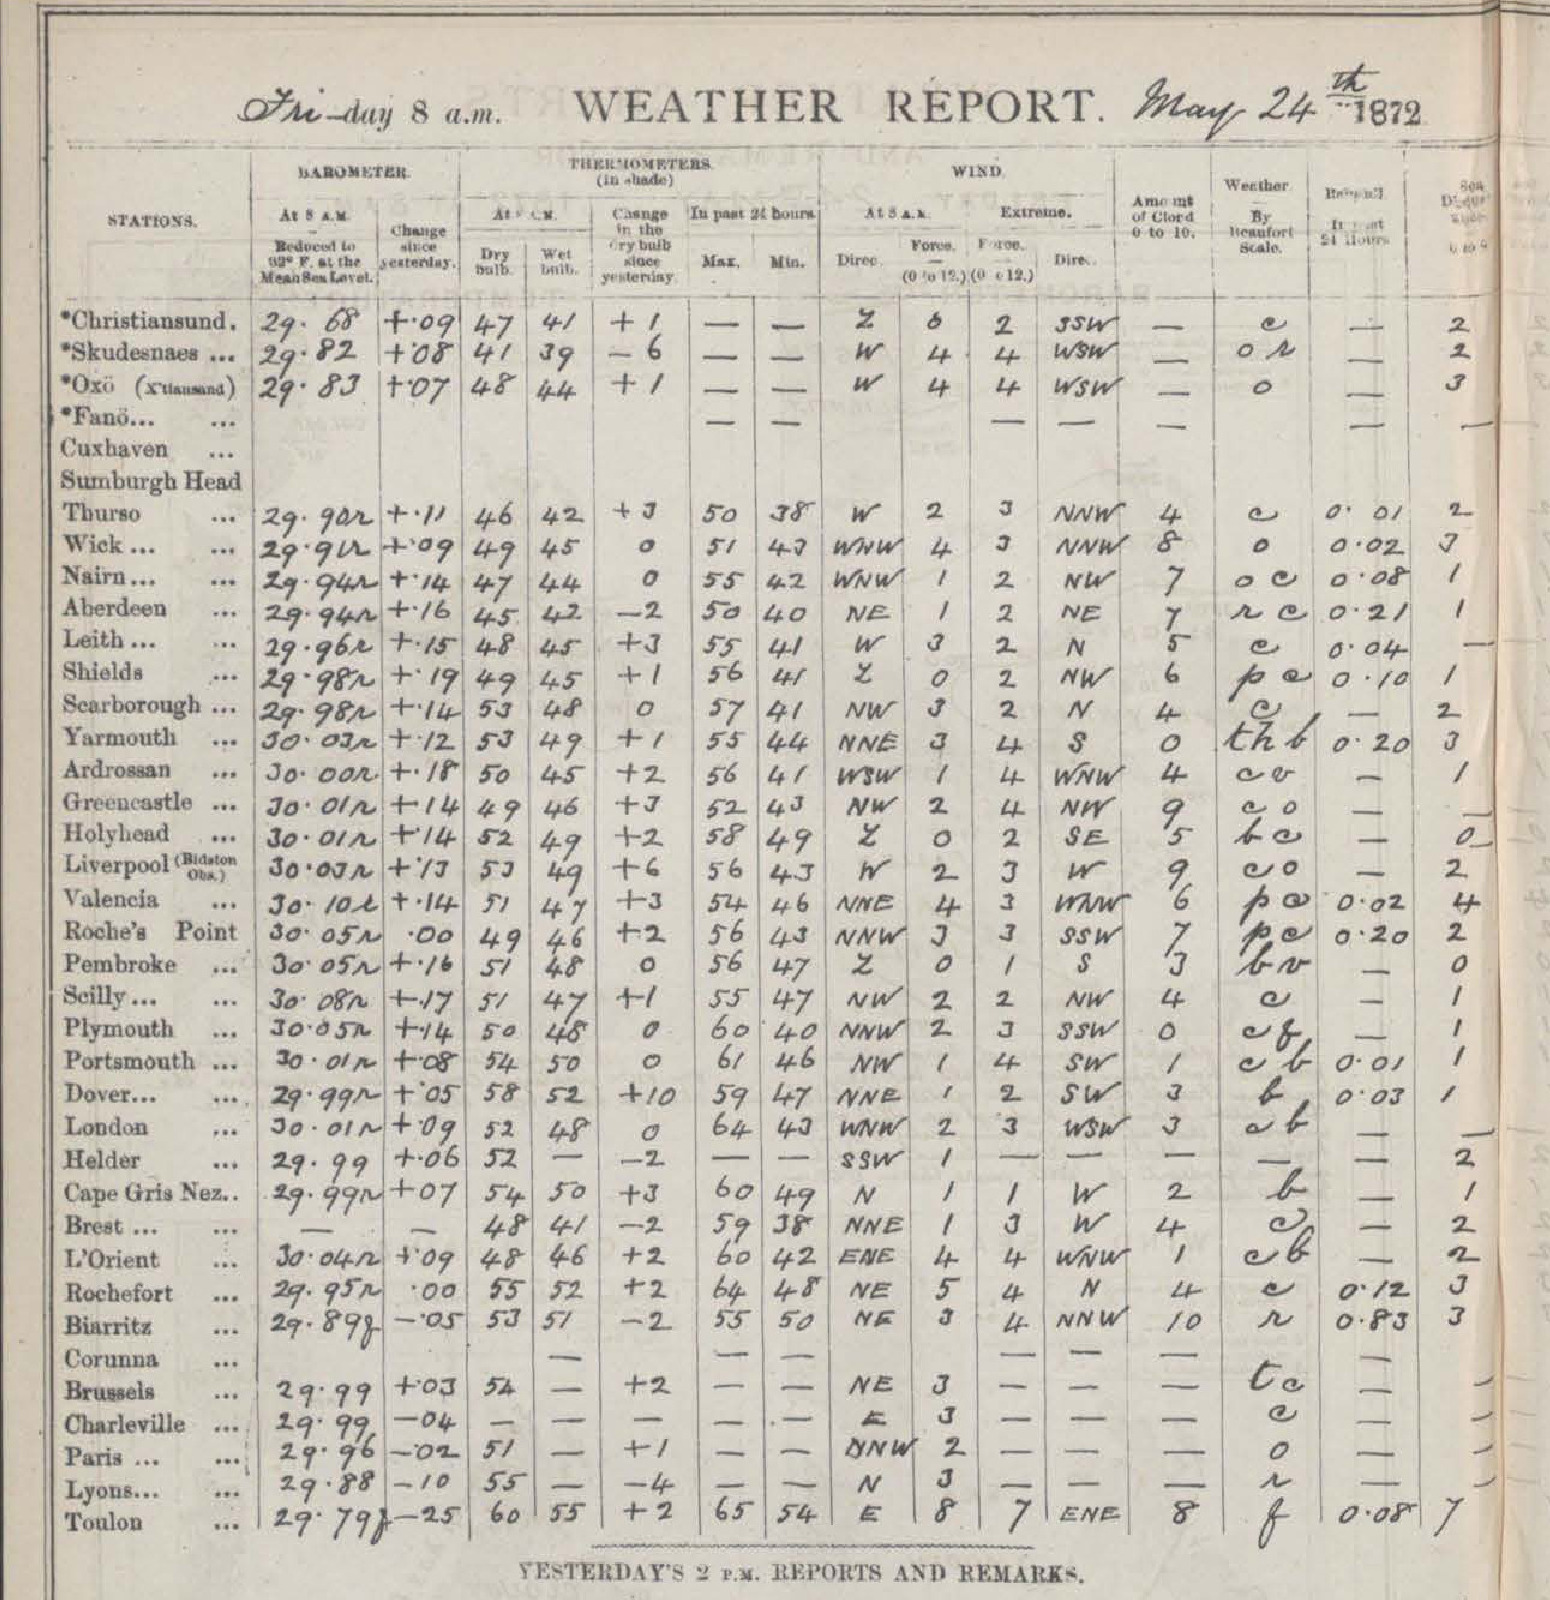 Fri-day 8 a.m. WEATHER REPORT. May 24th 1872
STATIONS. BAROMETER. THERMOMETERS. (in shade) WIND. Amount of Cloud 0 to 10. Weather By Beaufort Scale. Rainfall In past 24 Hours Sea
At 8 A.M. Reduced to 32° F. at the Mean Sea Level. Change since yesterday. At 8 A.M. Dry bulb. Wet bulb. Change in the Dry bulb since yesterday. In past 24 hours Max. Min. At 8 A.M. Direc. Force. (0 to 12.) Extreme. Force. (0 to 12.) Direc.
*Christiansund. 29.68 +.09 47 41 +1 — — Z 0 2 SSW — c — 2
*Skudesnaes ... 29.82 +.08 41 39 -6 — — W 4 4 WSW — o r — 2
*Oxö (X'tiansand) 29.83 +.07 48 44 +1 — — W 4 4 WSW — o — 3
*Fanö... ... — — — — — — —
Cuxhaven ...
Sumburgh Head
Thurso ... 29.90r +.11 46 42 +3 50 38 W 2 3 NNW 4 c 0.01 2
Wick ... ... 29.91r +.09 49 45 0 51 43 WNW 4 3 NNW 8 o 0.02 3
Nairn ... ... 29.94r +.14 47 44 0 55 42 WNW 1 2 NW 7 o c 0.08 1
Aberdeen ... 29.94r +.16 45 42 -2 50 40 NE 1 2 NE 7 r c 0.21 1
Leith ... ... 29.96r +.15 48 45 +3 55 41 W 3 2 N 5 c 0.04 —
Shields ... 29.98r +.19 49 45 +1 56 41 Z 0 2 NW 6 p c 0.10 1
Scarborough ... 29.98r +.14 53 48 0 57 41 NW 3 2 N 4 c — 2
Yarmouth ... 30.03r +.12 53 49 +1 55 44 NNE 3 4 S 0 th b 0.20 3
Ardrossan ... 30.00r +.18 50 45 +2 56 41 WSW 1 4 WNW 4 c v — 1
Greencastle ... 30.01r +.14 49 46 +3 52 43 NW 2 4 NW 9 c o — —
Holyhead ... 30.01r +.14 52 49 +2 58 49 Z 0 2 SE 5 b c — 0
Liverpool (Bidston Obs.) 30.03r +.13 53 49 +6 56 43 W 2 3 W 9 c o — 2
Valencia ... 30.10t +.14 51 47 +3 54 46 NNE 4 3 WNW 6 p c 0.02 4
Roche's Point 30.05r .00 49 46 +2 56 43 NNW 3 3 SSW 7 p c 0.20 2
Pembroke ... 30.05r +.16 51 48 0 56 47 Z 0 1 S 3 b v — 0
Scilly ... ... 30.08r +.17 51 47 +1 55 47 NW 2 2 NW 4 c — 1
Plymouth ... 30.05r +.14 50 48 0 60 40 NNW 2 3 SSW 0 c f — 1
Portsmouth ... 30.01r +.08 54 50 0 61 46 NW 1 4 SW 1 c b 0.01 1
Dover... ... 29.99r +.05 58 52 +10 59 47 NNE 1 2 SW 3 b 0.03 1
London ... 30.01r +.09 52 48 0 64 43 WNW 2 3 WSW 3 c b — —
Helder ... 29.99 +.06 52 — -2 — — SSW 1 — — — — — 2
Cape Gris Nez.. 29.99r +07 54 50 +3 60 49 N 1 1 W 2 b — 1
Brest ... ... — — 48 41 -2 59 38 NNE 1 3 W 4 c — 2
L'Orient ... 30.04r +.09 48 46 +2 60 42 ENE 4 4 WNW 1 c b — 2
Rochefort ... 29.95r .00 55 52 +2 64 48 NE 5 4 N 4 c 0.12 3
Biarritz ... 29.89f -.05 53 51 -2 55 50 NE 3 4 NNW 10 r 0.83 3
Corunna ... — — — — — — —
Brussels ... 29.99 +.03 54 — +2 — — NE 3 — — — t c — —
Charleville ... 29.99 -04 — — — — — E 3 — — — c — —
Paris ... ... 29.96 -02 51 — +1 — — NNW 2 — — — o — —
Lyons... ... 29.88 -10 55 — -4 — — N 3 — — — r — —
Toulon ... 29.79f -25 60 55 +2 65 54 E 8 7 ENE 8 f 0.08 7
YESTERDAY'S 2 P.M. REPORTS AND REMARKS.